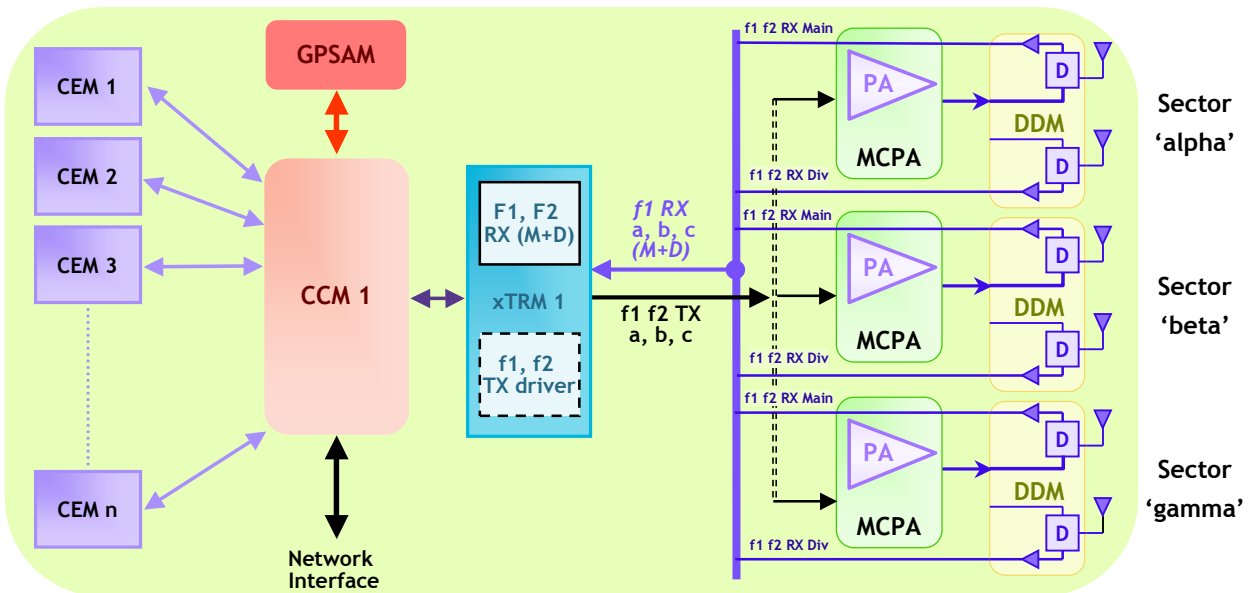 GPSAM
CEM 1
CEM 2
CEM 3
CEM n
CCM 1
Network
Interface
F1, F2
RX (M+D)
xTRM 1
f1, f2
TX driver
f1 RX
a, b, c
(M+D)
f1 f2 TX
a, b, c
f1 f2 RX Main
PA
MCPA
D
DDM
D
f1 f2 RX Div
Sector
‘alpha’
f1 f2 RX Main
PA
MCPA
D
DDM
D
f1 f2 RX Div
Sector
‘beta’
f1 f2 RX Main
PA
MCPA
D
DDM
D
f1 f2 RX Div
Sector
‘gamma’